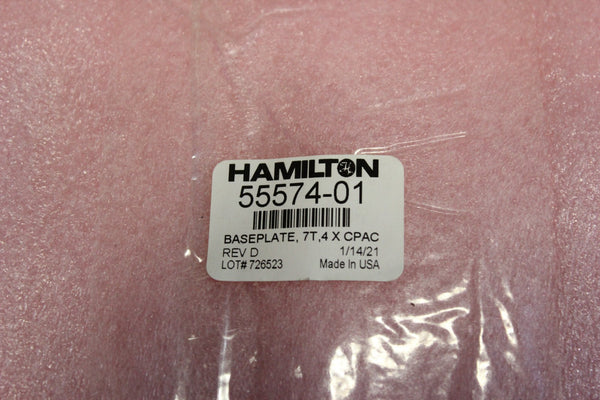 HAMILTON
55574-01
BASEPLATE, 7T,4 X CPAC
REV D 1/14/21
LOT# 726523 Made In USA